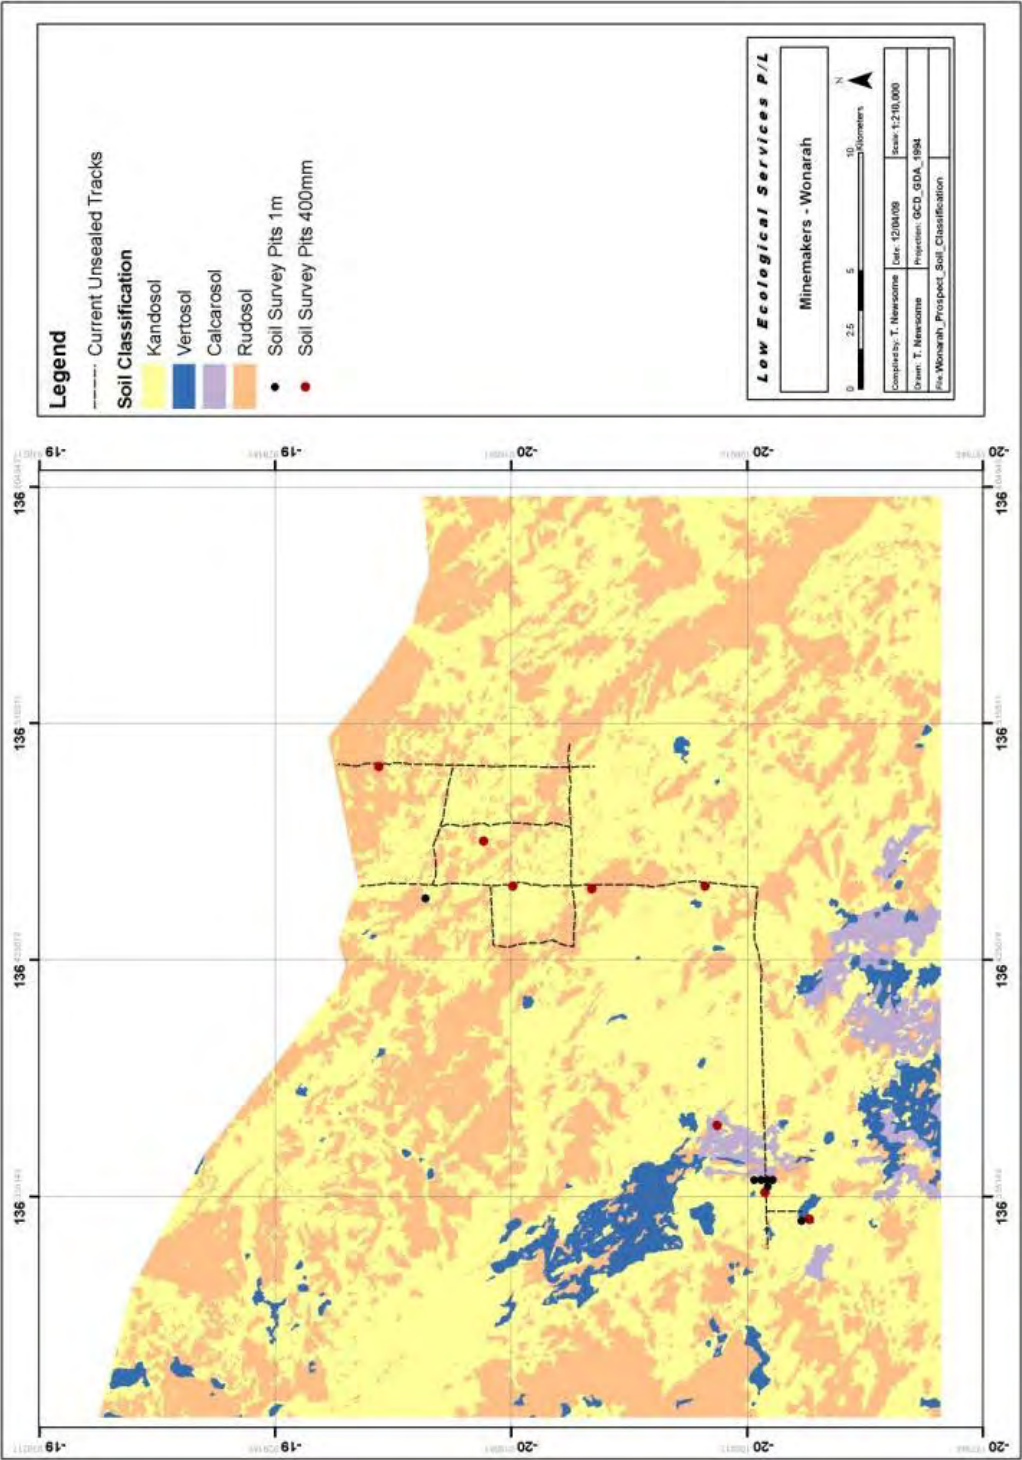 Legend
Current Unsealed Tracks
Soil Classification
Kandosol
Vertosol
Calcarosol
Rudosol
Soil Survey Pits 1m
Soil Survey Pits 400mm
Low Ecological Services P/L
Minemakers - Wonarah
N
0 2.5 5 10
Kilometers
Compiled by: T. Newsome Date: 12/04/09 Scale: 1:210,000
Drawn: T. Newsome Projection: GCD_GDA_1994
File: Wonarah_Prospect_Soil_Classification
136
136
136
136
136
136
136
136
-19
-19
-20
-20
-20
-19
-19
-20
-20
-20